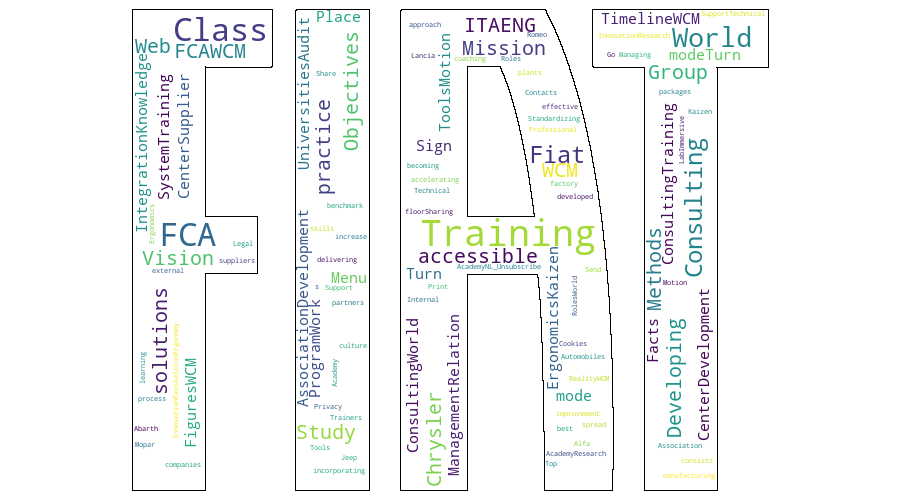 Class
Web
FCAWCM
IntegrationKnowledge
SystemTraining
CenterSupplier
Ergonomics
FCA
Legal
Vision
suppliers
external
solutions
learning
InnovationExoskeletonErgonomy
FiguresWCM
process
Abarth
Mopar
companies
Place
UniversitiesAudit
Objectives
Share
practice
benchmark
AssociationDevelopment
skills
increase
delivering
Menu
s
Support
ProgramWork
partners
culture
Academy
Privacy
Trainers
Study
Tools
Jeep
incorporating
approach
ITAENG
Romeo
Mission
Lancia
coaching
Roles
ToolsMotion
plants
Contacts
effective
Standardizing
Professional
Sign
Fiat
becoming
WCM
accelerating
factory
Technical
developed
floorSharing
Training
accessible
Turn
AcademyNL_Unsubscribe
Send
Print
RolesWorld
Internal
ErgonomicsKaizen
ConsultingWorld
ManagementRelation
Cookies
Automobiles
RealityWCM
Chrysler
mode
improvement
best
spread
Alfa
AcademyResearch
Top
TimelineWCM
SupportTechnical
InnovationResearch
World
Go
Managing
modeTurn
Group
packages
Kaizen
ConsultingTraining
LabImmersive
Consulting
Methods
Motion
Facts
Developing
CenterDevelopment
Association
consists
manufacturing